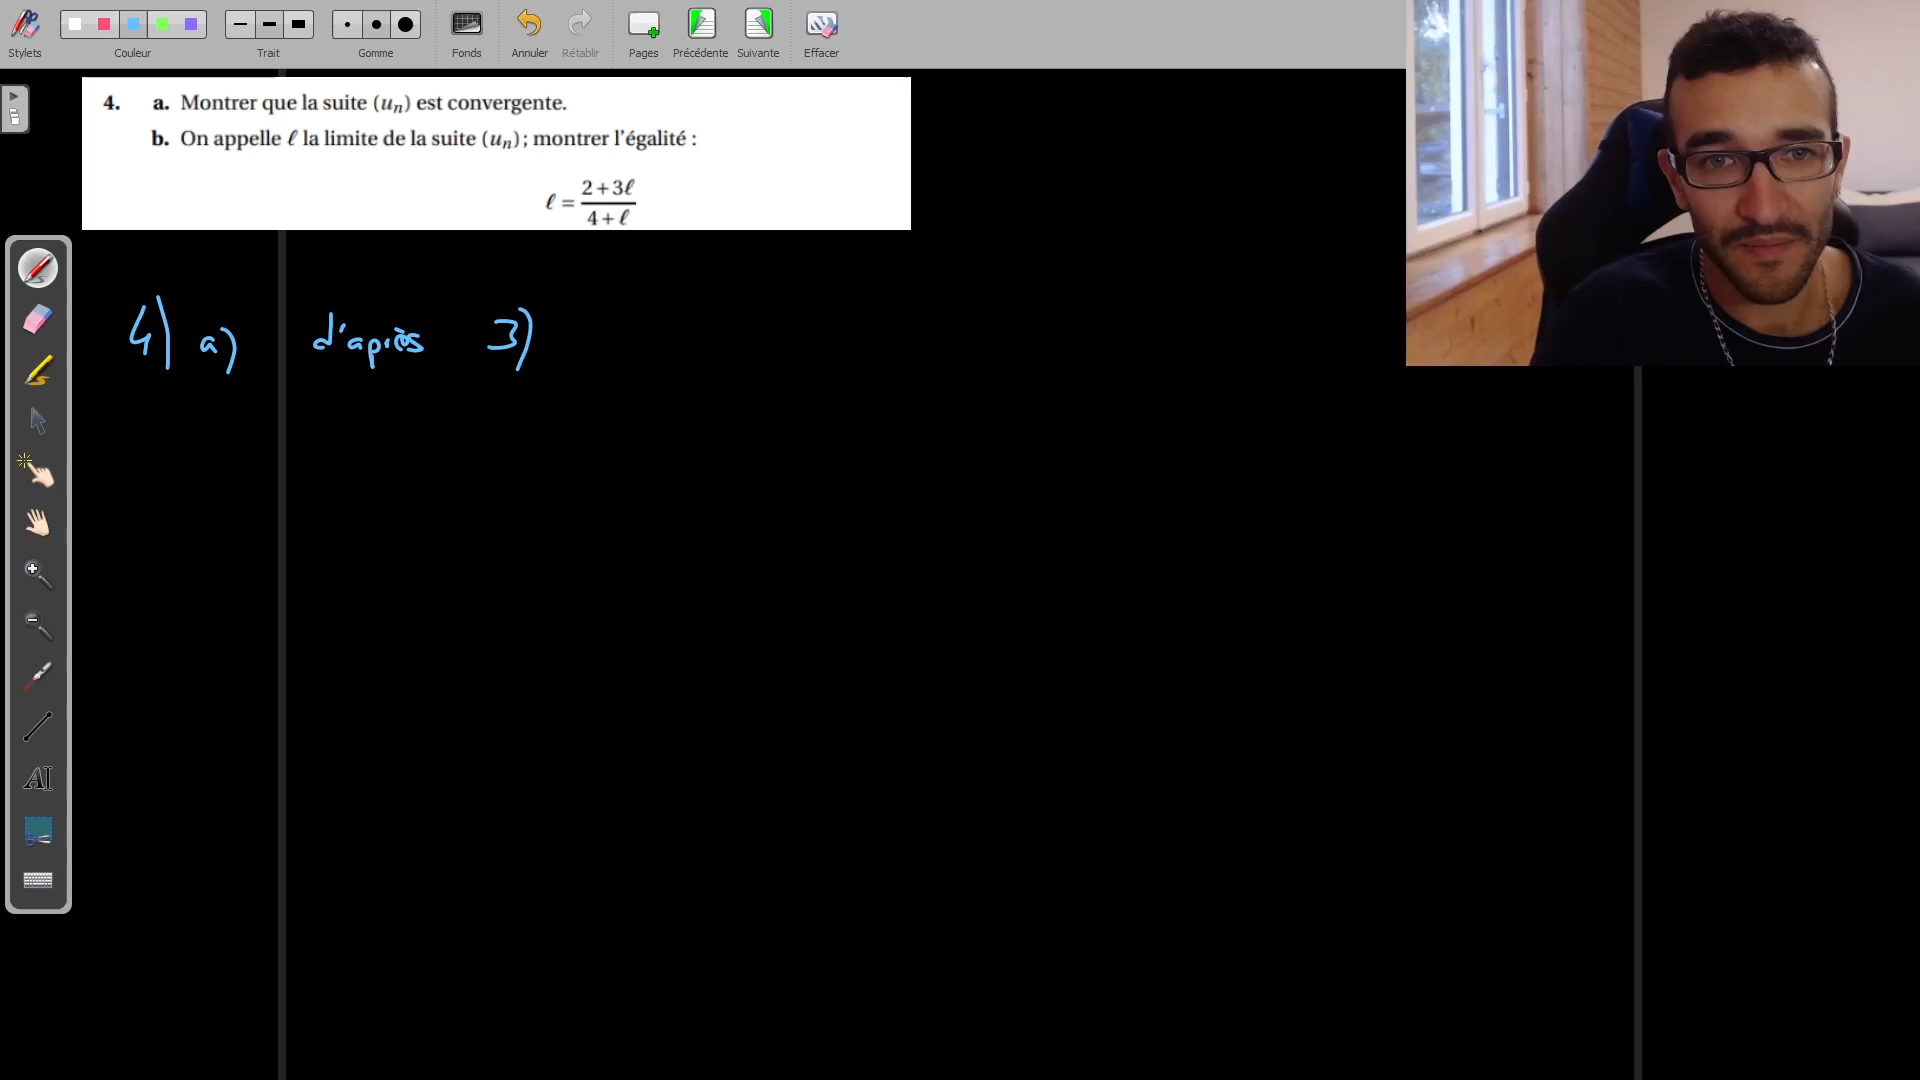 Stylets Couleur Trait Gomme Fonds Annuler Rétablir Pages Précédente Suivante Effacer
4. a. Montrer que la suite (uₙ) est convergente.
b. On appelle ℓ la limite de la suite (uₙ) ; montrer l'égalité :
ℓ = (2+3ℓ)/(4+ℓ)
4) a) d'après 3)